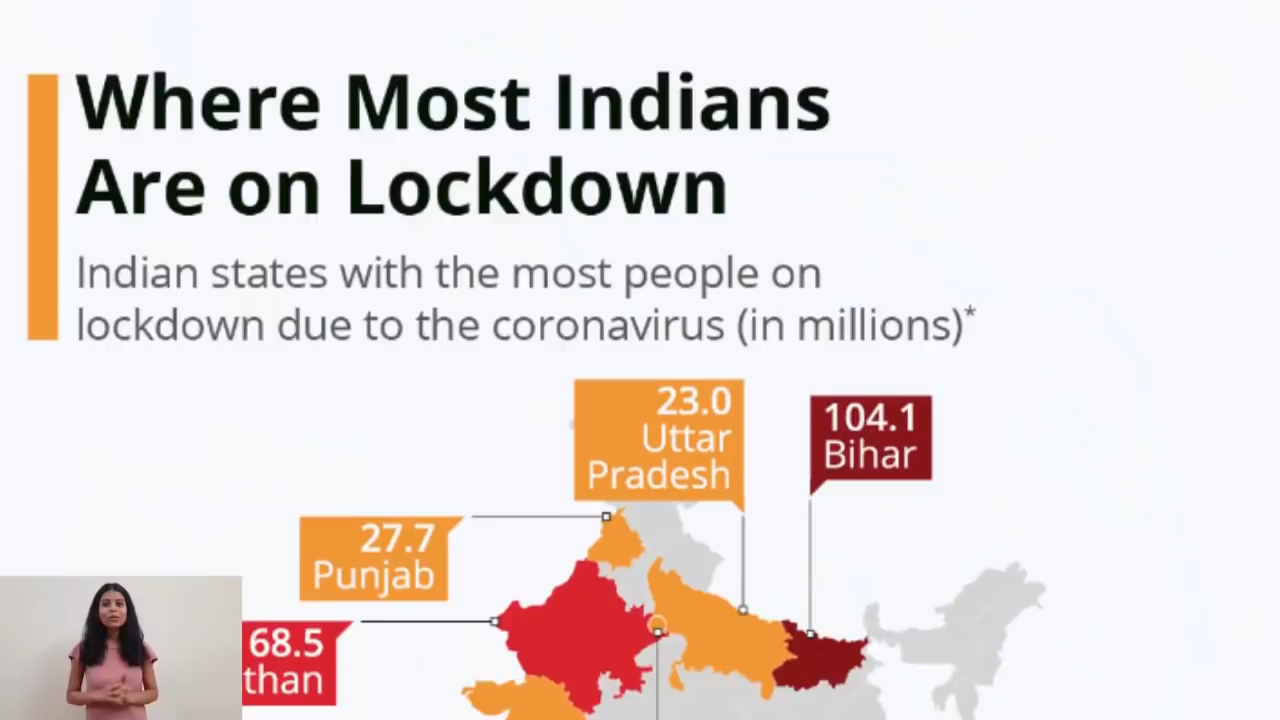 Where Most Indians
Are on Lockdown
Indian states with the most people on
lockdown due to the coronavirus (in millions)*
23.0
Uttar
Pradesh
104.1
Bihar
27.7
Punjab
68.5
than